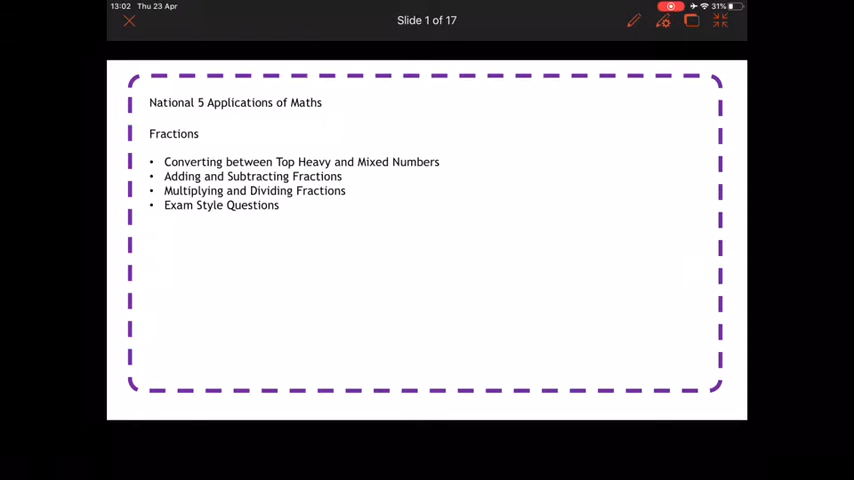 13:02 Thu 23 Apr
31%
Slide 1 of 17
National 5 Applications of Maths
Fractions
• Converting between Top Heavy and Mixed Numbers
• Adding and Subtracting Fractions
• Multiplying and Dividing Fractions
• Exam Style Questions